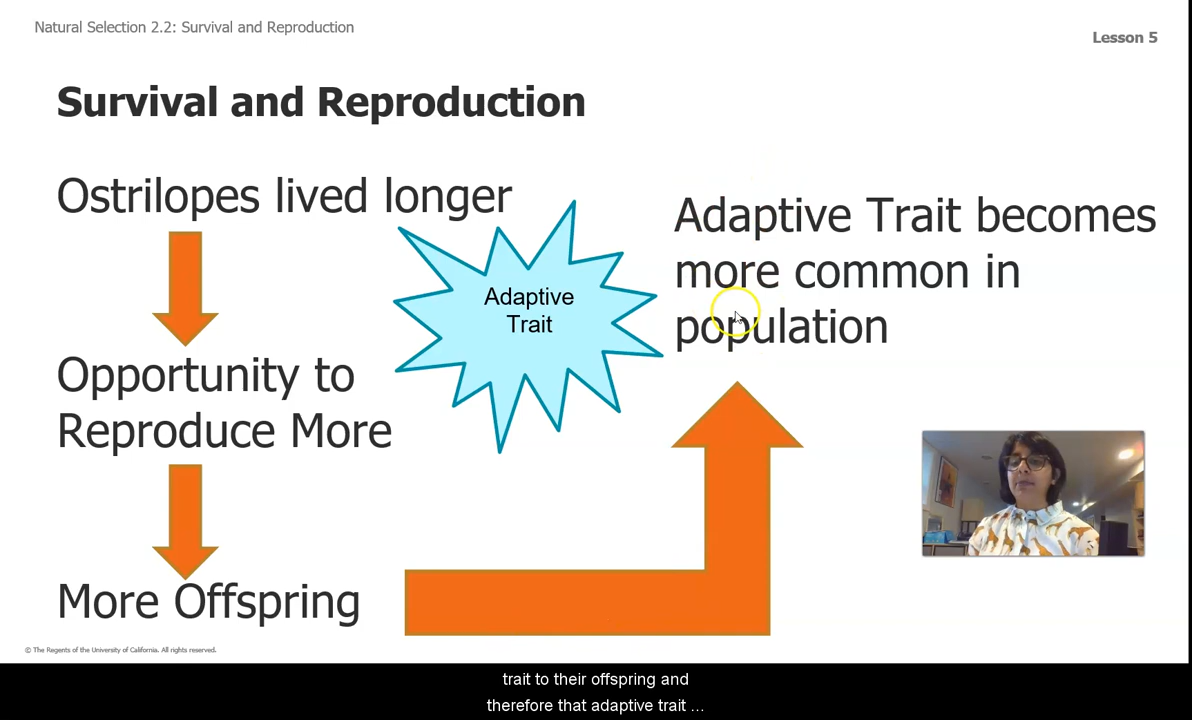 Natural Selection 2.2: Survival and Reproduction
Lesson 5
Survival and Reproduction
Ostrilopes lived longer
Opportunity to
Reproduce More
More Offspring
Adaptive
Trait
Adaptive Trait becomes
more common in
population
© The Regents of the University of California. All rights reserved.
trait to their offspring and
therefore that adaptive trait ...